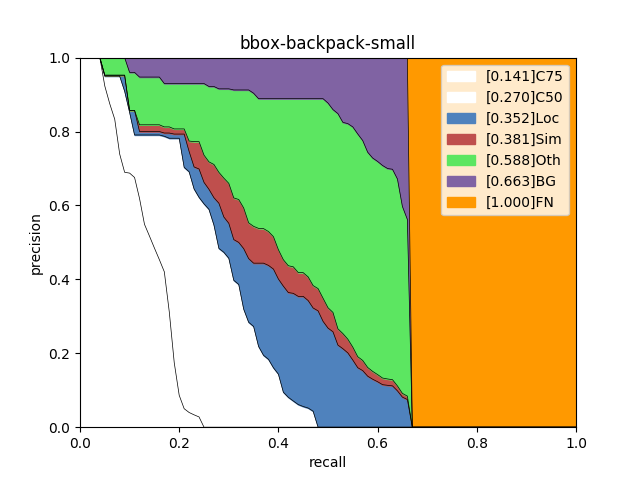 bbox-backpack-small
[0.141]C75
[0.270]C50
[0.352]Loc
[0.381]Sim
[0.588]Oth
[0.663]BG
[1.000]FN
precision
1.0
0.8
0.6
0.4
0.2
0.0
0.0 0.2 0.4 0.6 0.8 1.0
recall